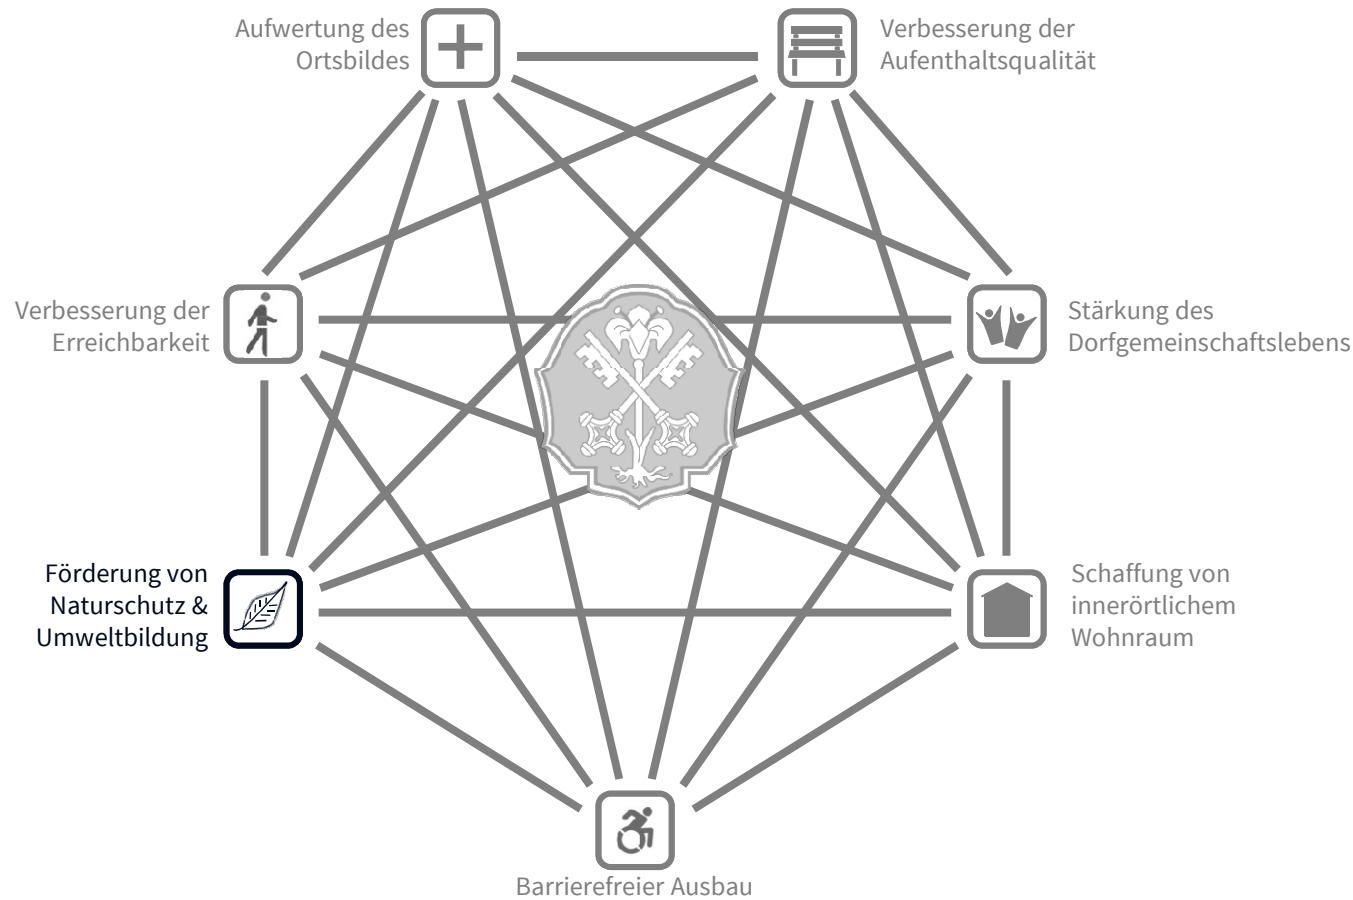 Aufwertung des
Ortsbildes
Verbesserung der
Aufenthaltsqualität
Verbesserung der
Erreichbarkeit
Stärkung des
Dorfgemeinschaftslebens
Förderung von
Naturschutz &
Umweltbildung
Schaffung von
innerörtlichem
Wohnraum
Barrierefreier Ausbau